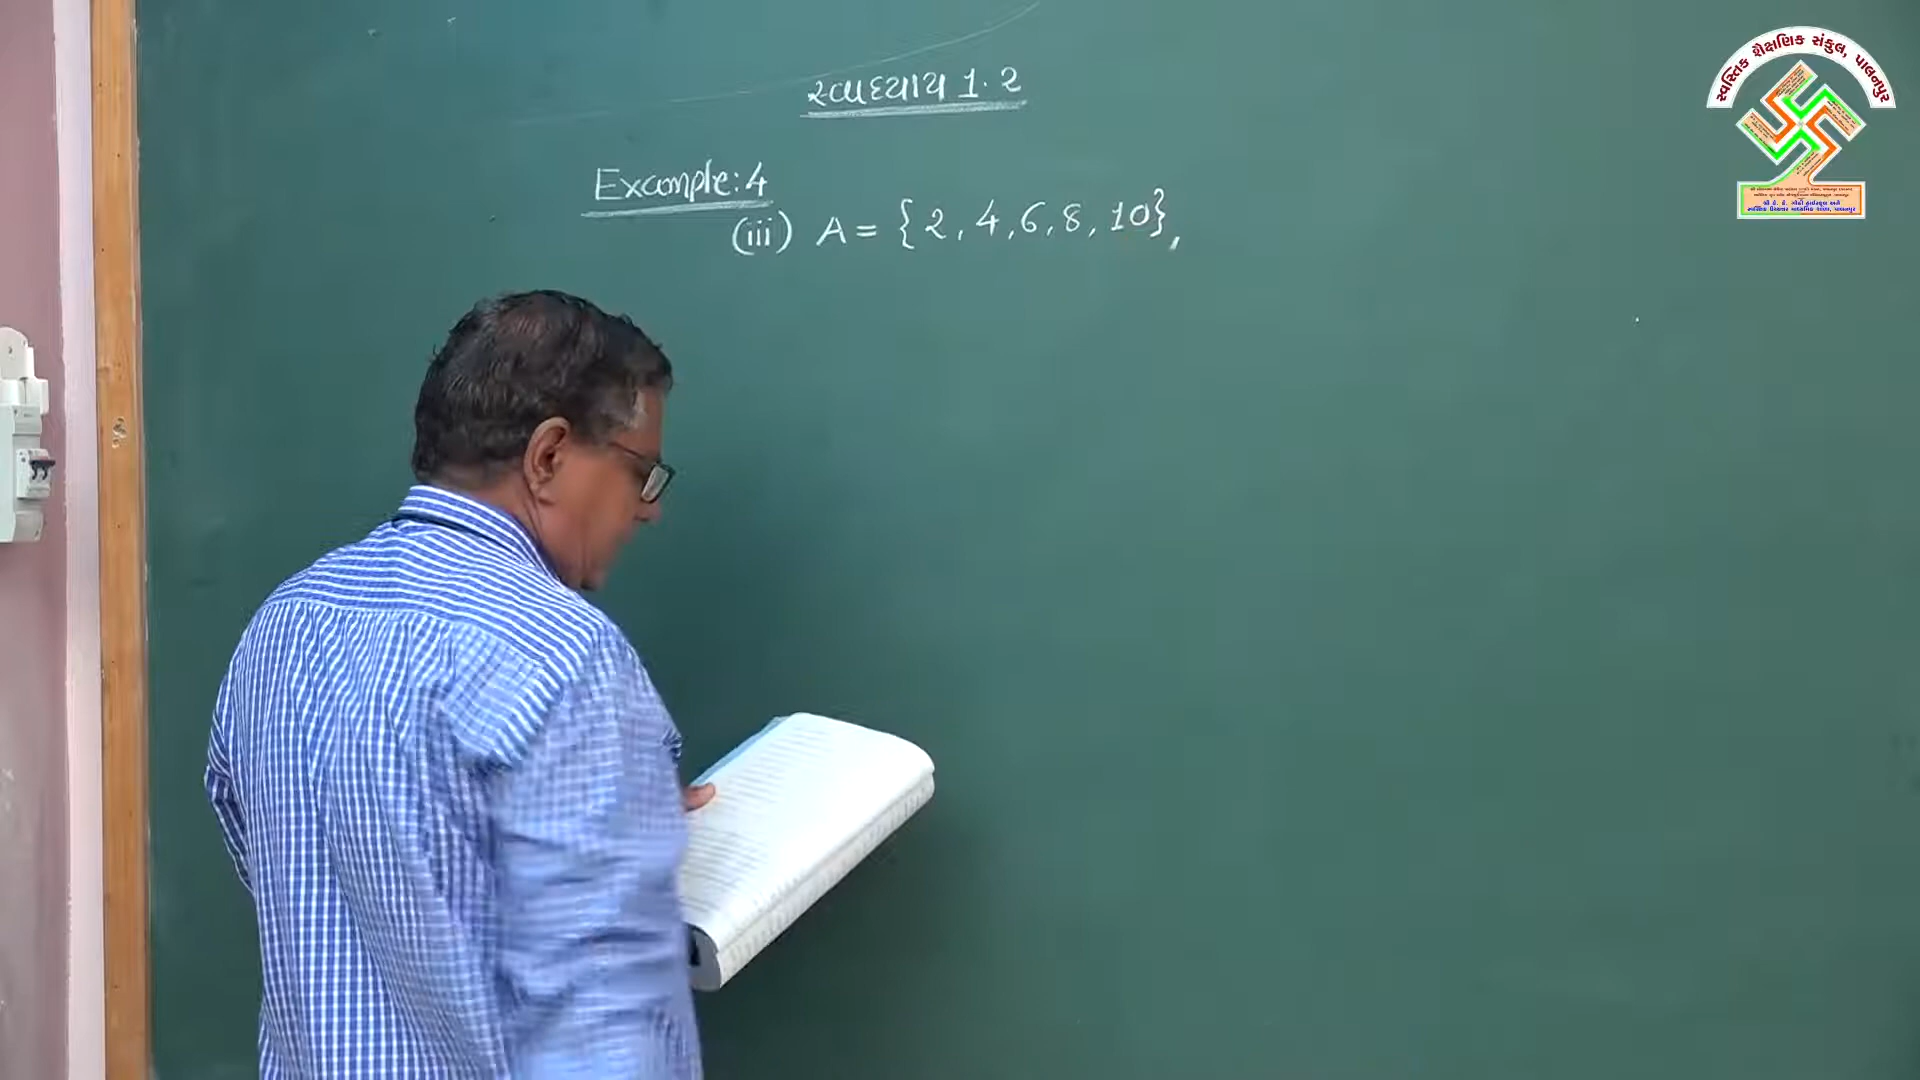 સ્વાધ્યાય 1.2
Example: 4
(iii) A = {2, 4, 6, 8, 10},
સ્વસ્તિક શૈક્ષણિક સંકુલ, પાલનપુર